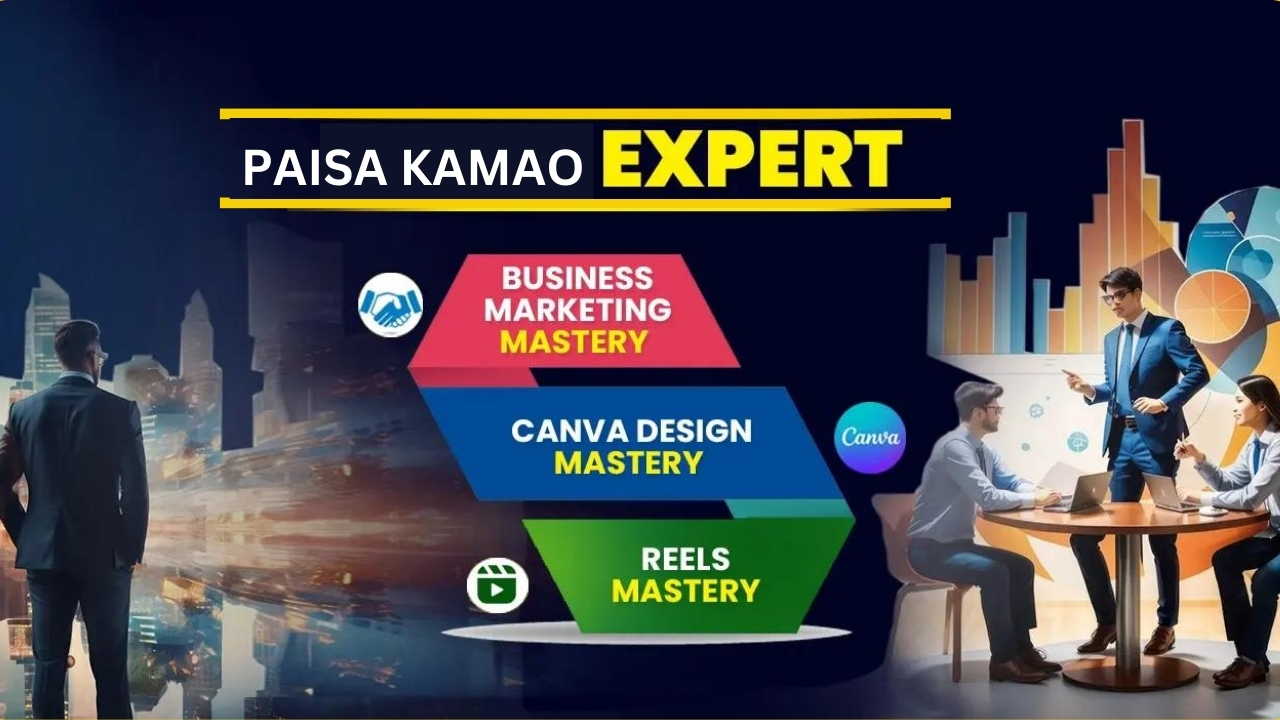 PAISA KAMAO EXPERT
BUSINESS
MARKETING
MASTERY
CANVA DESIGN
MASTERY
Canva
REELS
MASTERY